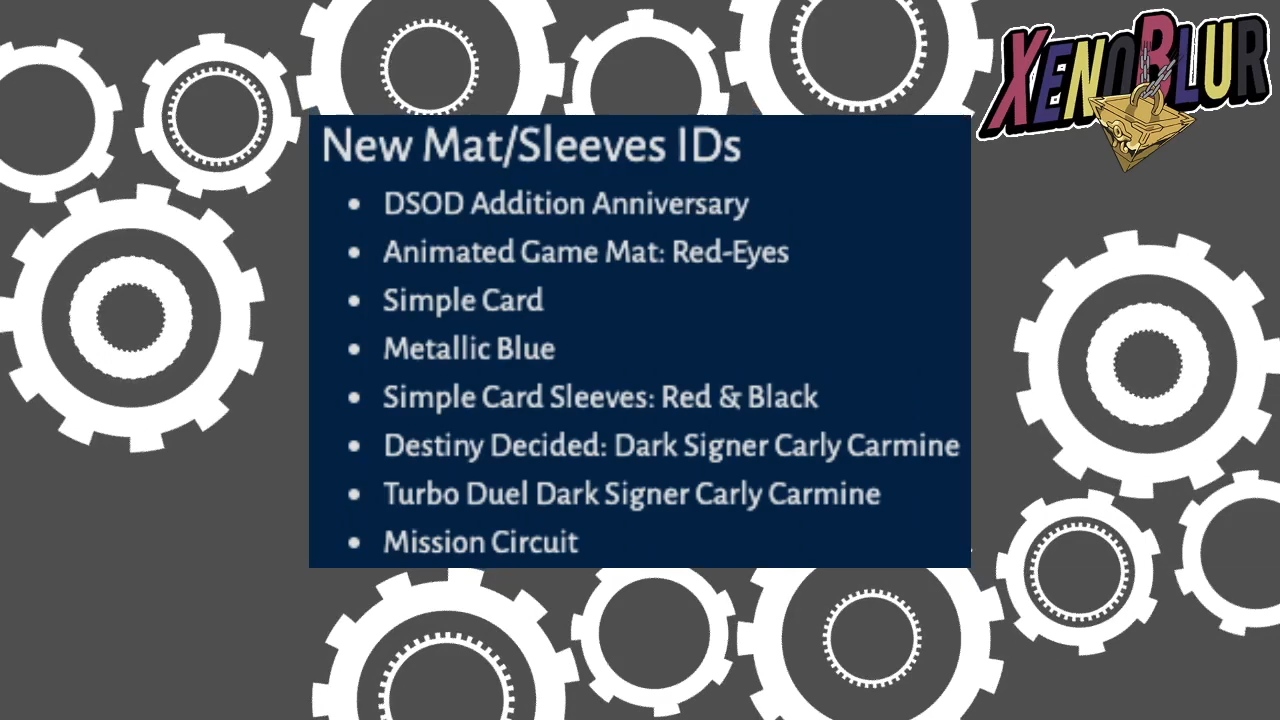 XENOBLUR
New Mat/Sleeves IDs
• DSOD Addition Anniversary
• Animated Game Mat: Red-Eyes
• Simple Card
• Metallic Blue
• Simple Card Sleeves: Red & Black
• Destiny Decided: Dark Signer Carly Carmine
• Turbo Duel Dark Signer Carly Carmine
• Mission Circuit